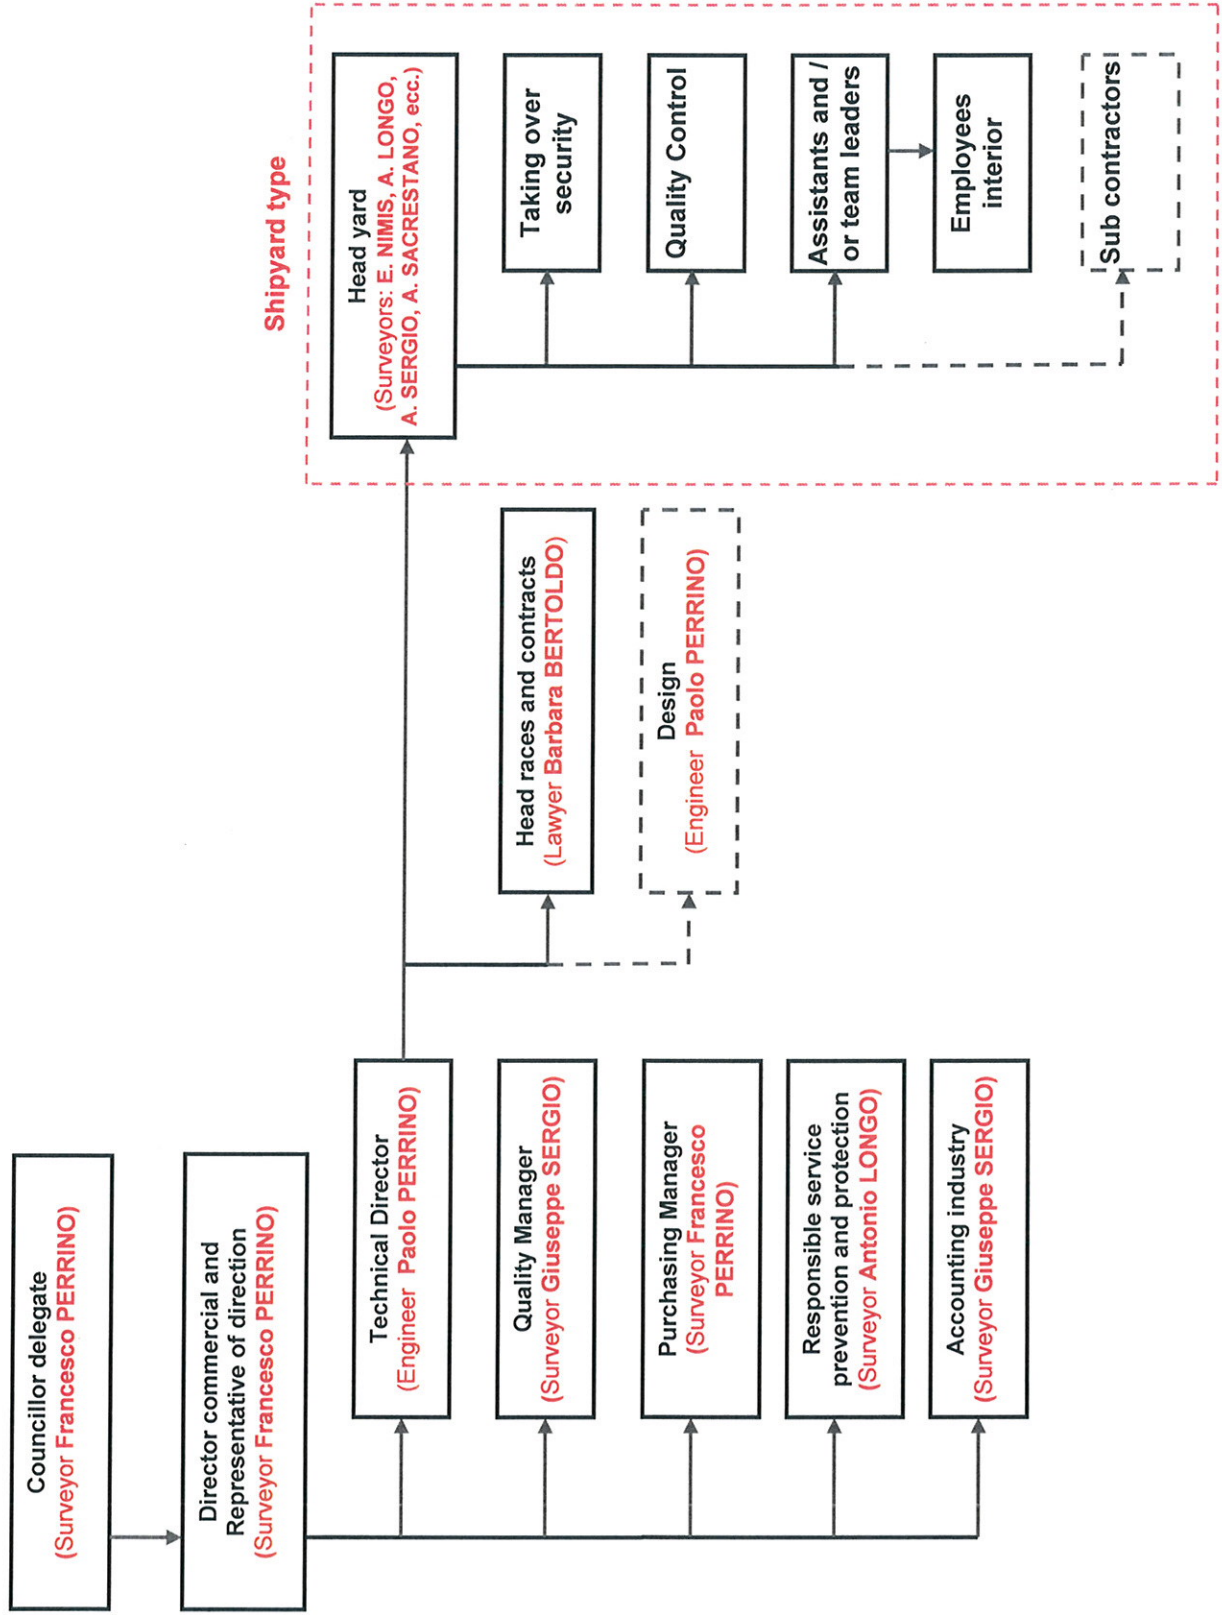 Councillor delegate
(Surveyor Francesco PERRINO)
Director commercial and
Representative of direction
(Surveyor Francesco PERRINO)
Technical Director
(Engineer Paolo PERRINO)
Quality Manager
(Surveyor Giuseppe SERGIO)
Purchasing Manager
(Surveyor Francesco
PERRINO)
Responsible service
prevention and protection
(Surveyor Antonio LONGO)
Accounting industry
(Surveyor Giuseppe SERGIO)
Head races and contracts
(Lawyer Barbara BERTOLDO)
Design
(Engineer Paolo PERRINO)
Shipyard type
Head yard
(Surveyors: E. NIMIS, A. LONGO,
A. SERGIO, A. SACRESTANO, ecc.)
Taking over
security
Quality Control
Assistants and /
or team leaders
Employees
interior
Sub contractors